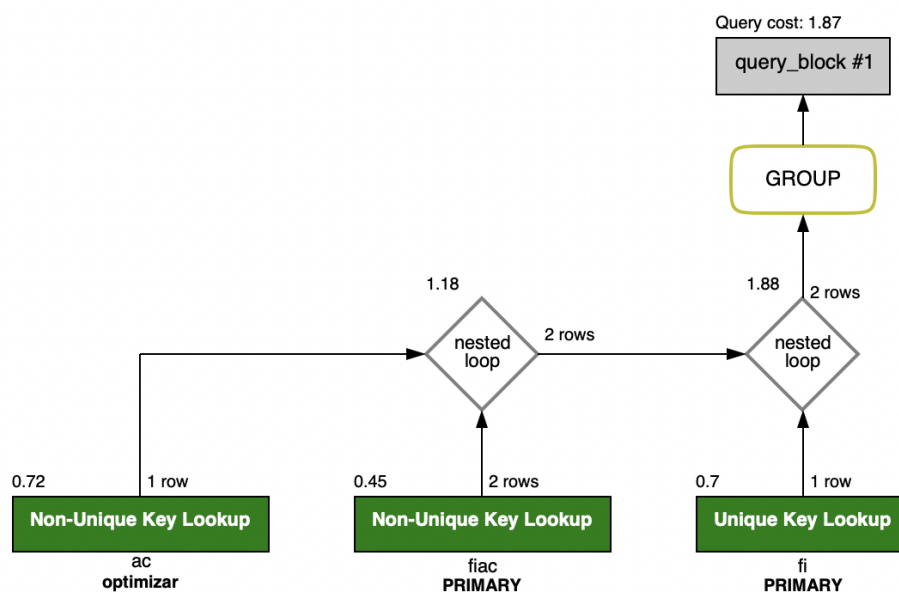 Query cost: 1.87
query_block #1
GROUP
1.18
1.88
2 rows
nested
loop
2 rows
nested
loop
0.72
1 row
0.45
2 rows
0.7
1 row
Non-Unique Key Lookup
Non-Unique Key Lookup
Unique Key Lookup
ac
optimizar
fiac
PRIMARY
fi
PRIMARY